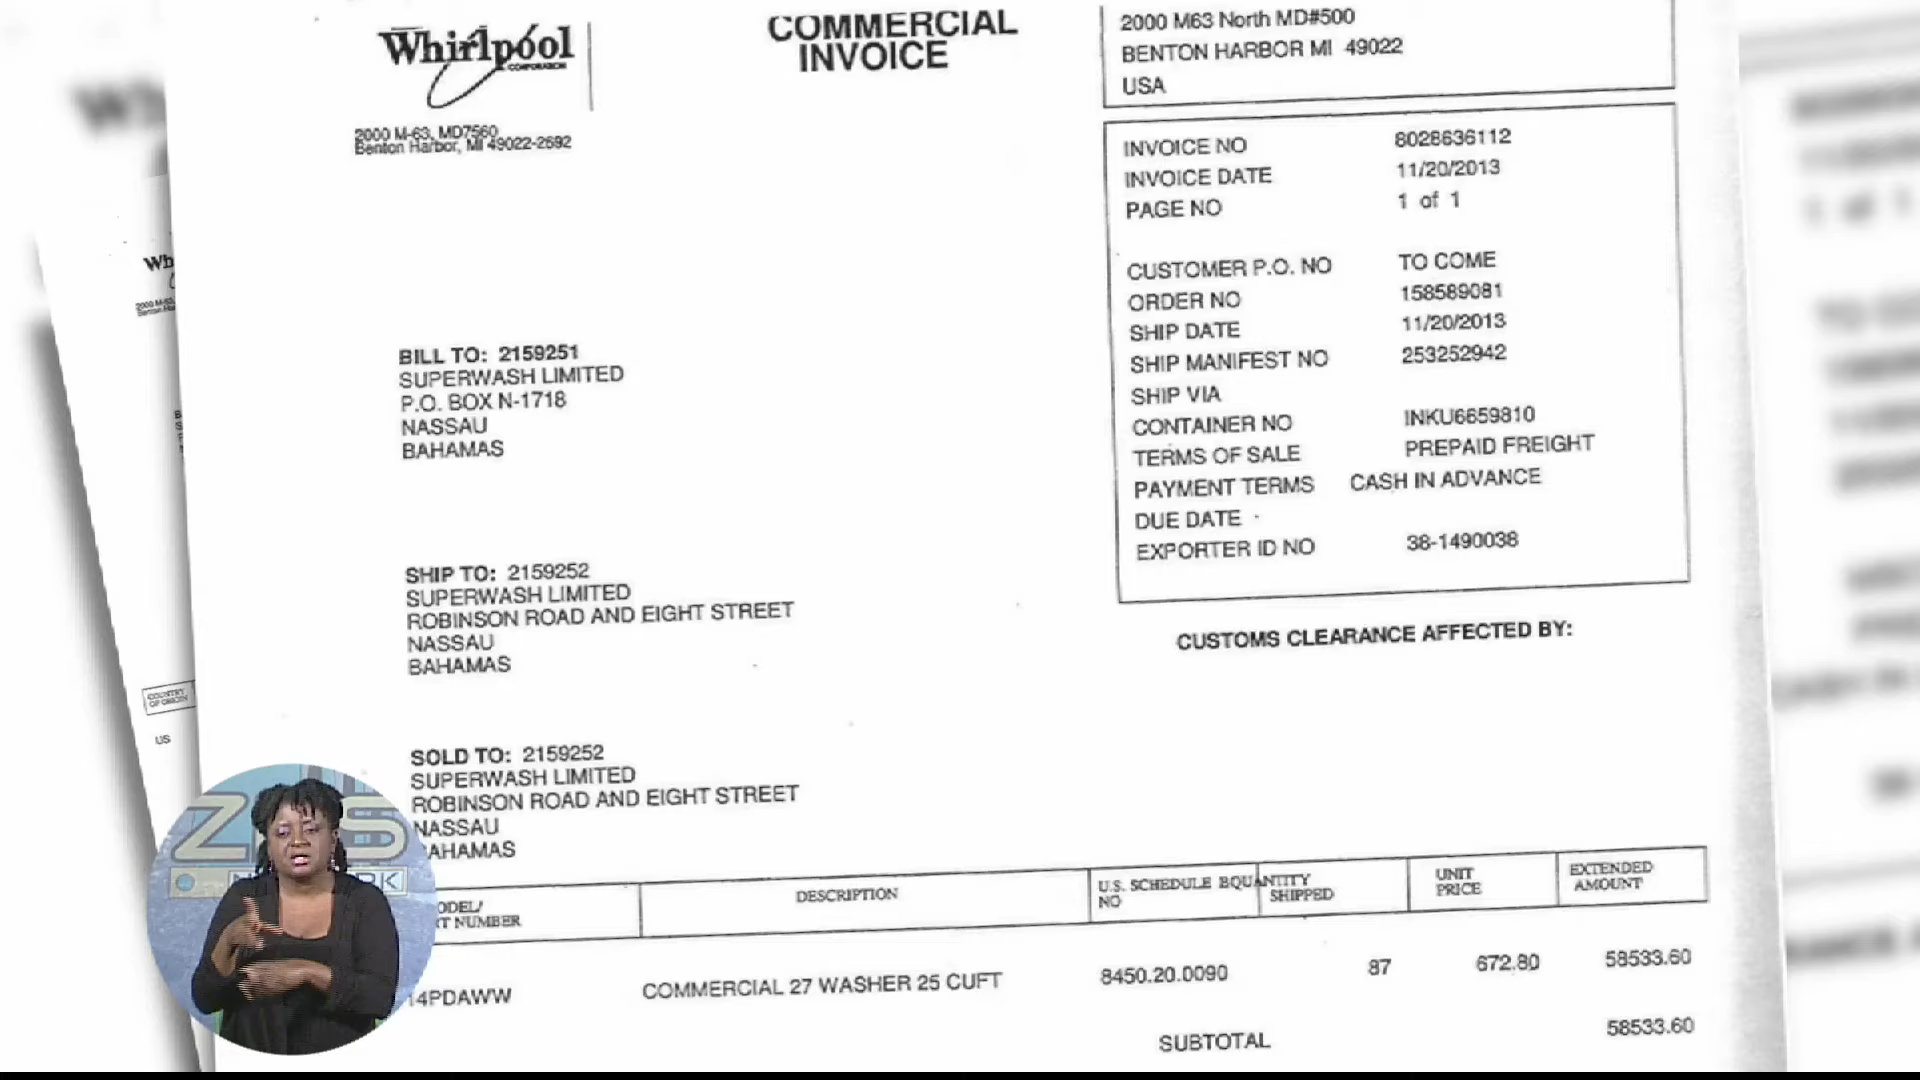 Whirlpool
CORPORATION
2000 M-63, MD7560
Benton Harbor, MI 49022-2692
COMMERCIAL
INVOICE
2000 M63 North MD#500
BENTON HARBOR MI 49022
USA
INVOICE NO 8028636112
INVOICE DATE 11/20/2013
PAGE NO 1 of 1
CUSTOMER P.O. NO TO COME
ORDER NO 158589081
SHIP DATE 11/20/2013
SHIP MANIFEST NO 253252942
SHIP VIA
CONTAINER NO INKU6659810
TERMS OF SALE PREPAID FREIGHT
PAYMENT TERMS CASH IN ADVANCE
DUE DATE
EXPORTER ID NO 38-1490038
CUSTOMS CLEARANCE AFFECTED BY:
BILL TO: 2159251
SUPERWASH LIMITED
P.O. BOX N-1718
NASSAU
BAHAMAS
SHIP TO: 2159252
SUPERWASH LIMITED
ROBINSON ROAD AND EIGHT STREET
NASSAU
BAHAMAS
SOLD TO: 2159252
SUPERWASH LIMITED
ROBINSON ROAD AND EIGHT STREET
NASSAU
AHAMAS
ODEL/
RT NUMBER
DESCRIPTION
U.S. SCHEDULE B
NO
QUANTITY
SHIPPED
UNIT
PRICE
EXTENDED
AMOUNT
14PDAWW COMMERCIAL 27 WASHER 25 CUFT 8450.20.0090 87 672.80 58533.60
SUBTOTAL 58533.60
Wh
COUNTRY
OF ORIGIN
US